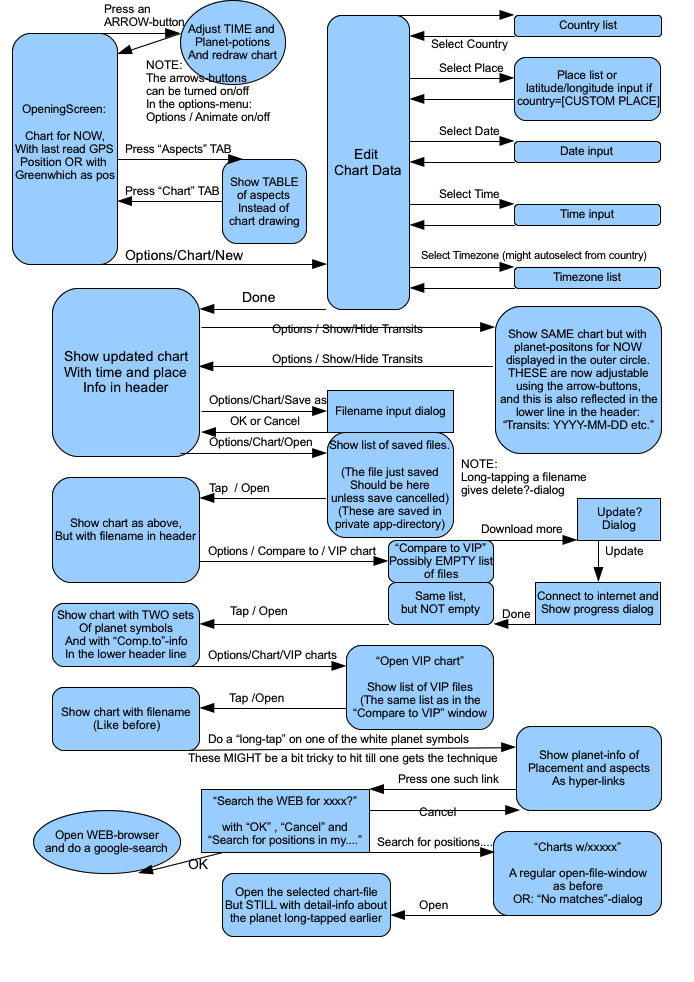 Press an
ARROW-button
Adjust TIME and
Planet-potions
And redraw chart
NOTE:
The arrows-buttons
can be turned on/off
In the options-menu:
Options / Animate on/off
OpeningScreen:
Chart for NOW,
With last read GPS
Position OR with
Greenwhich as pos
Press “Aspects” TAB
Press “Chart” TAB
Show TABLE
of aspects
Instead of
chart drawing
Options/Chart/New
Edit
Chart Data
Country list
Select Country
Select Place
Place list or
latitude/longitude input if
country=[CUSTOM PLACE]
Select Date
Date input
Select Time
Time input
Select Timezone (might autoselect from country)
Timezone list
Done
Show updated chart
With time and place
Info in header
Options / Show/Hide Transits
Options / Show/Hide Transits
Show SAME chart but with
planet-positons for NOW
displayed in the outer circle.
THESE are now adjustable
using the arrow-buttons,
and this is also reflected in the
lower line in the header:
“Transits: YYYY-MM-DD etc.”
Options/Chart/Save as
Filename input dialog
OK or Cancel
Options/Chart/Open
Show list of saved files.
(The file just saved
Should be here
unless save cancelled)
(These are saved in
private app-directory)
NOTE:
Long-tapping a filename
gives delete?-dialog
Tap / Open
Show chart as above,
But with filename in header
Options / Compare to / VIP chart
“Compare to VIP”
Possibly EMPTY list
of files
Download more
Update?
Dialog
Update
Connect to internet and
Show progress dialog
Done
Same list,
but NOT empty
Tap / Open
Show chart with TWO sets
Of planet symbols
And with “Comp.to”-info
In the lower header line
Options/Chart/VIP charts
“Open VIP chart”
Show list of VIP files
(The same list as in the
“Compare to VIP” window
Tap /Open
Show chart with filename
(Like before)
Do a “long-tap” on one of the white planet symbols
These MIGHT be a bit tricky to hit till one gets the technique
Show planet-info of
Placement and aspects
As hyper-links
Press one such link
“Search the WEB for xxxx?”
with “OK” , “Cancel” and
“Search for positions in my....”
Cancel
Open WEB-browser
and do a google-search
OK
Search for positions....
“Charts w/xxxxx”
A regular open-file-window
as before
OR: “No matches”-dialog
Open
Open the selected chart-file
But STILL with detail-info about
the planet long-tapped earlier